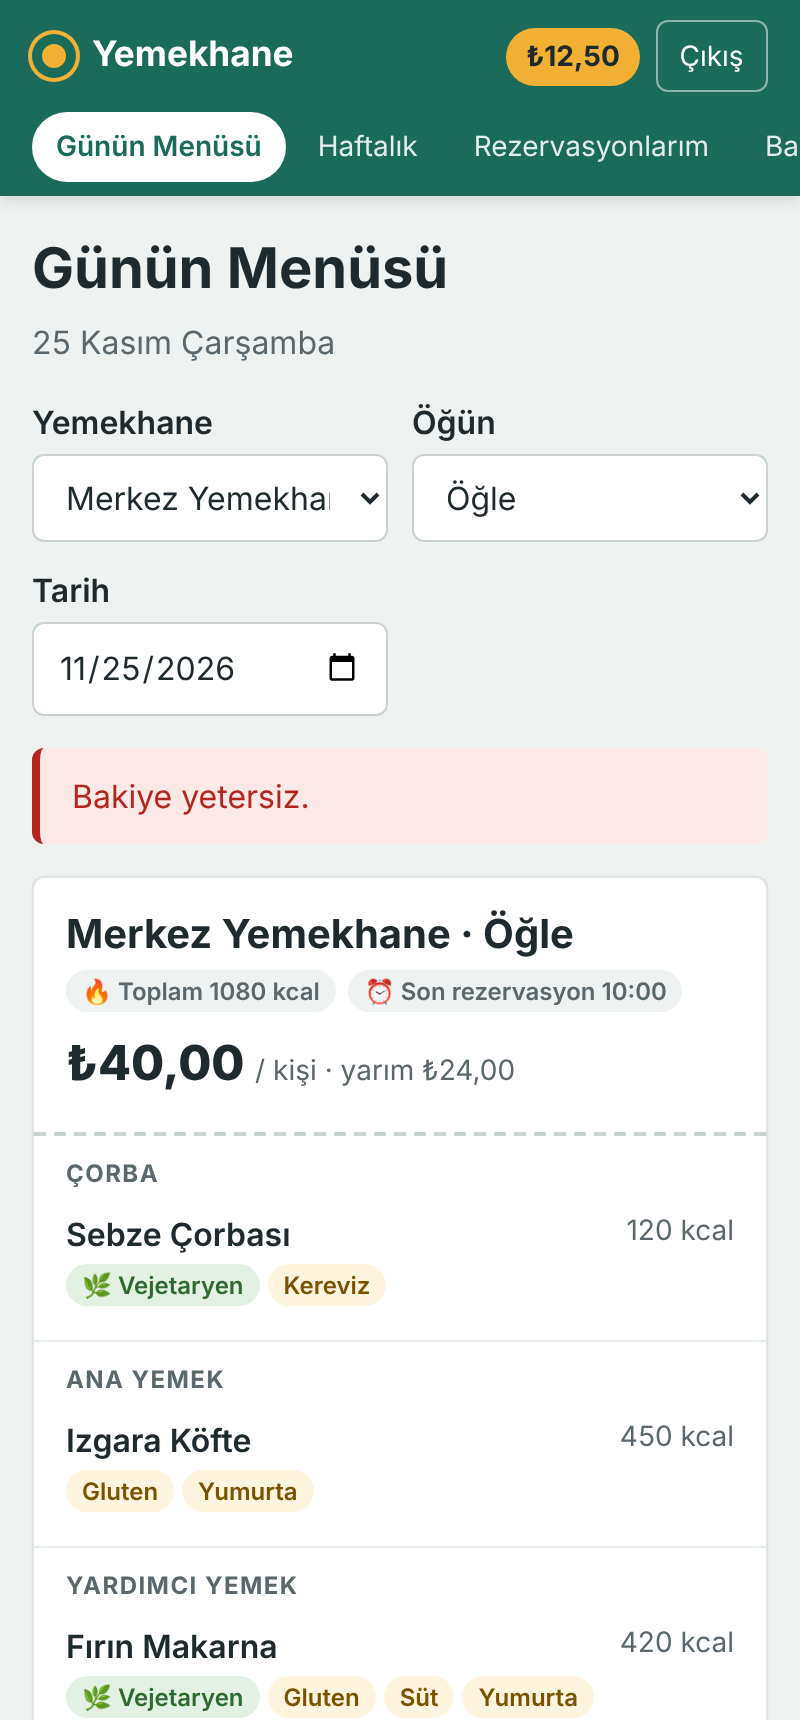 Yemekhane
₺12,50
Çıkış
Günün Menüsü
Haftalık
Rezervasyonlarım
Ba
Günün Menüsü
25 Kasım Çarşamba
Yemekhane
Öğün
Merkez Yemekha
Öğle
Tarih
11/25/2026
Bakiye yetersiz.
Merkez Yemekhane · Öğle
🔥 Toplam 1080 kcal
⏰ Son rezervasyon 10:00
₺40,00 / kişi · yarım ₺24,00
ÇORBA
Sebze Çorbası
120 kcal
🌿 Vejetaryen
Kereviz
ANA YEMEK
Izgara Köfte
450 kcal
Gluten
Yumurta
YARDIMCI YEMEK
Fırın Makarna
420 kcal
🌿 Vejetaryen
Gluten
Süt
Yumurta